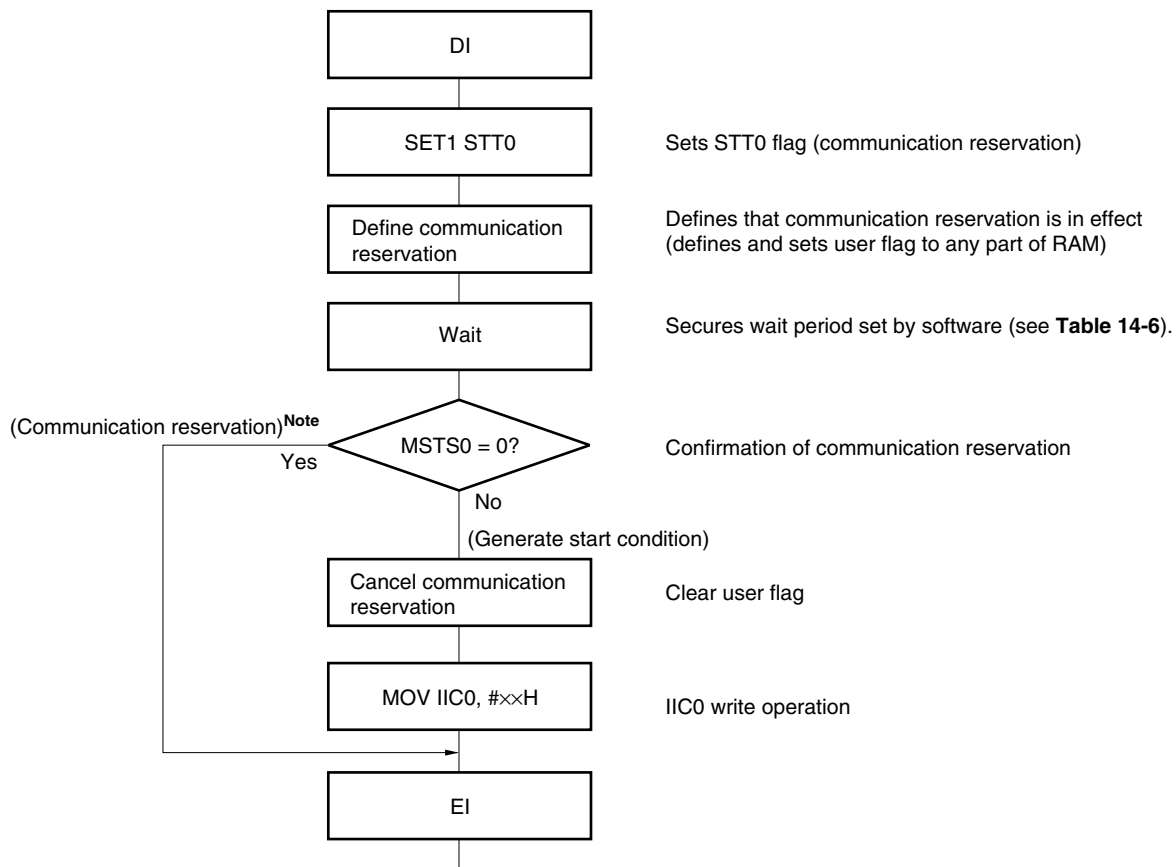 DI
SET1 STT0
Sets STT0 flag (communication reservation)
Define communication
reservation
Defines that communication reservation is in effect
(defines and sets user flag to any part of RAM)
Wait
Secures wait period set by software (see Table 14-6).
(Communication reservation)Note
Yes
MSTS0 = 0?
Confirmation of communication reservation
No
(Generate start condition)
Cancel communication
reservation
Clear user flag
MOV IIC0, #××H
IIC0 write operation
EI